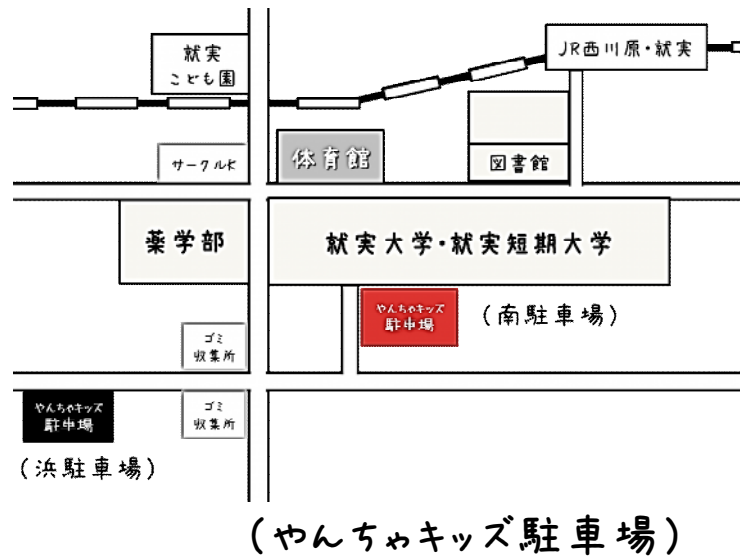 就実
こども園
JR西川原・就実
サークルK
体育館
図書館
薬学部
就実大学・就実短期大学
やんちゃキッズ
駐車場
(南駐車場)
ゴミ
収集所
やんちゃキッズ
駐車場
ゴミ
収集所
(浜駐車場)
(やんちゃキッズ駐車場)